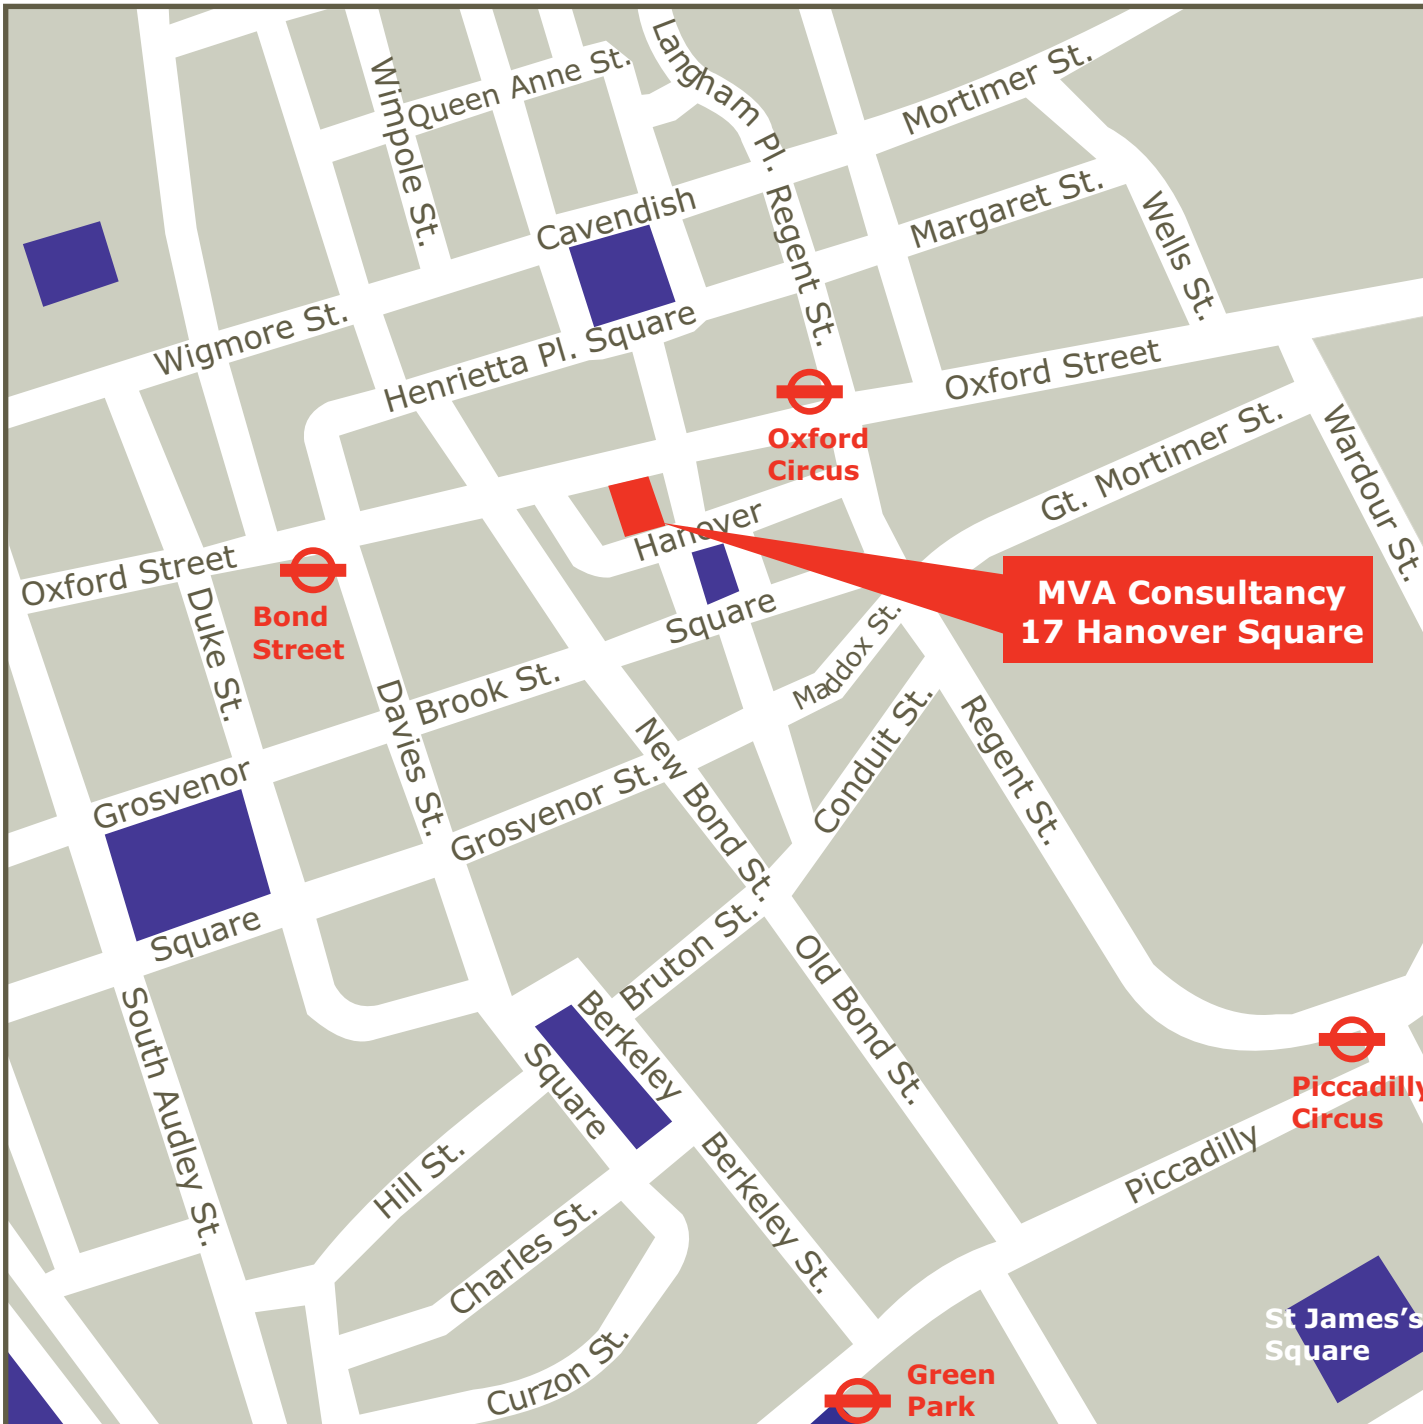 Langham Pl.
Wimpole St.
Queen Anne St.
Mortimer St.
Cavendish
Regent St.
Margaret St.
Wells St.
Wigmore St.
Henrietta Pl.
Square
Oxford Street
Oxford
Circus
Gt. Mortimer St.
Wardour St.
Hanover
Oxford Street
Bond
Street
Duke St.
Square
MVA Consultancy
17 Hanover Square
Maddox St.
Brook St.
Davies St.
Conduit St.
Regent St.
New Bond St.
Grosvenor
Grosvenor St.
Square
Bruton St.
Old Bond St.
South Audley St.
Berkeley
Square
Piccadilly
Circus
Hill St.
Berkeley St.
Piccadilly
Charles St.
St James’s
Square
Curzon St.
Green
Park